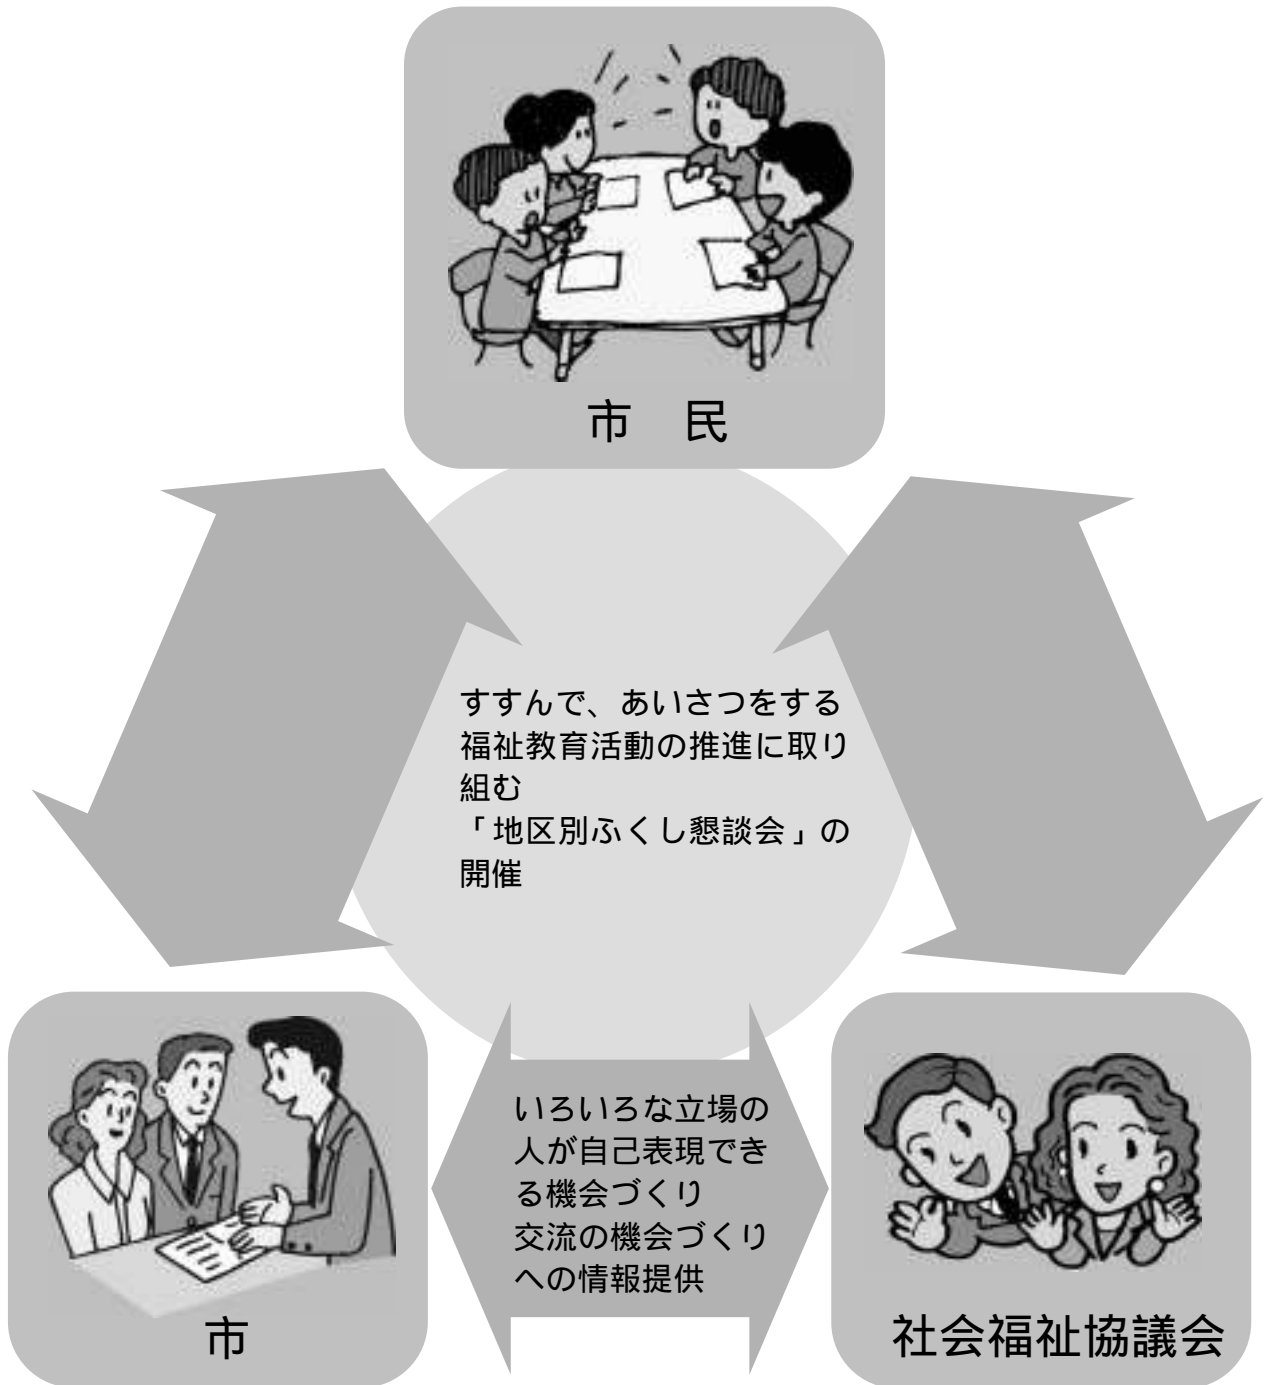 市　民
すすんで、あいさつをする
福祉教育活動の推進に取り
組む
「地区別ふくし懇談会」の
開催
いろいろな立場の
人が自己表現でき
る機会づくり
交流の機会づくり
への情報提供
市
社会福祉協議会